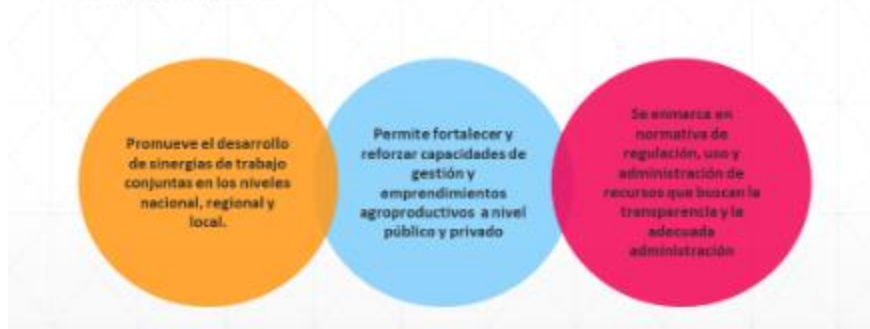 Promueve el desarrollo
de sinergias de trabajo
conjuntas en los niveles
nacional, regional y
local.
Permite fortalecer y
reforzar capacidades de
gestión y
emprendimientos
agroproductivos a nivel
público y privado
Se enmarca en
normativa de
regulación, uso y
administración de
recursos que buscan la
transparencia y la
adecuada
administración